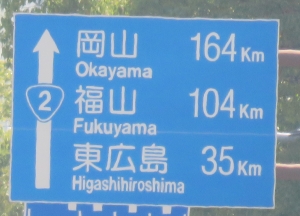 岡山 164Km
Okayama
2
福山 104Km
Fukuyama
東広島 35Km
Higashihiroshima